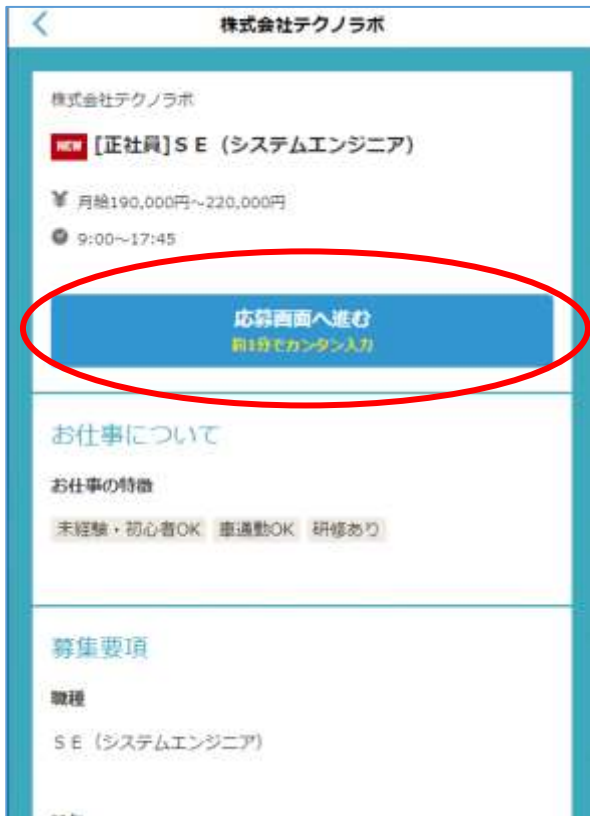 株式会社テクノラボ
株式会社テクノラボ
NEW [正社員]SE（システムエンジニア）
¥ 月給190,000円～220,000円
9:00～17:45
応募画面へ進む
約1分でカンタン入力
お仕事について
お仕事の特徴
未経験・初心者OK 車通勤OK 研修あり
募集要項
職種
SE（システムエンジニア）